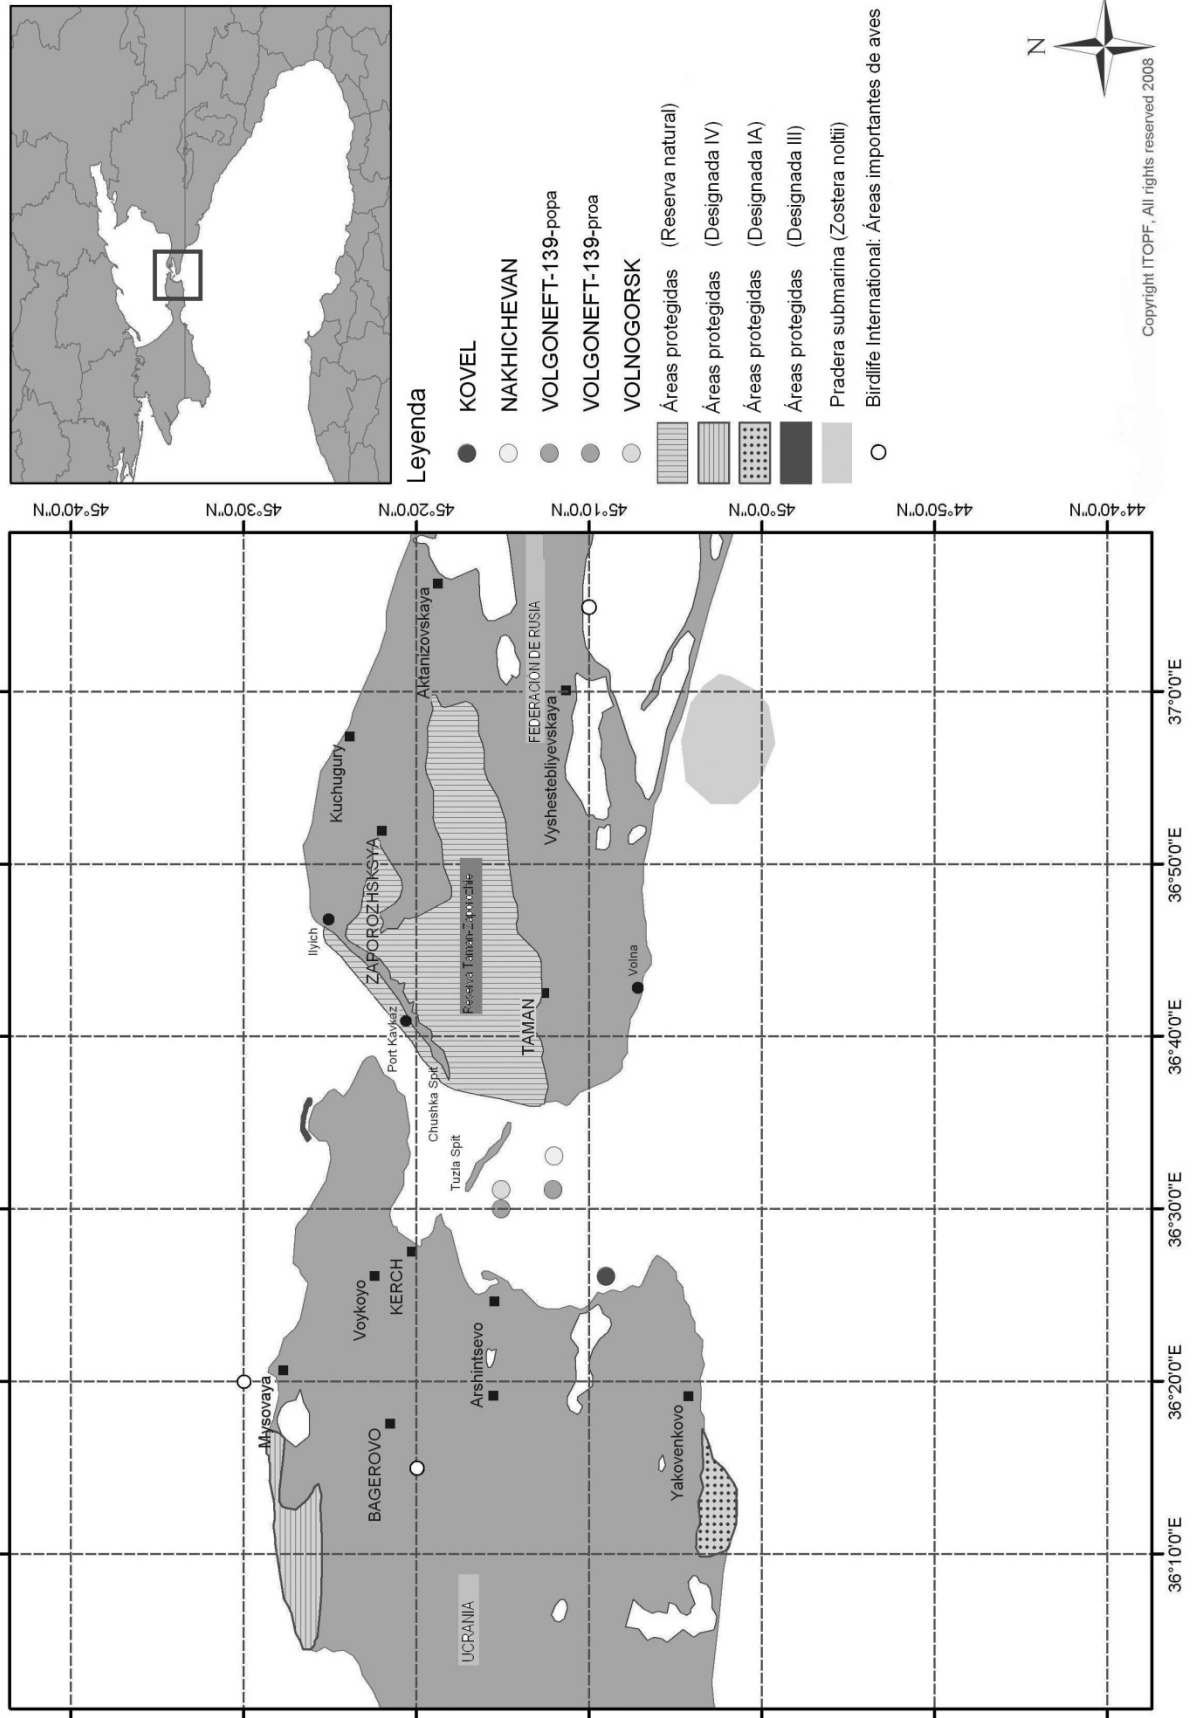 N
Copyright ITOPF, All rights reserved 2008
Leyenda
KOVEL
NAKHICHEVAN
VOLGONEFT-139-popa
VOLGONEFT-139-proa
VOLNOGORSK
Áreas protegidas (Reserva natural)
Áreas protegidas (Designada IV)
Áreas protegidas (Designada IA)
Áreas protegidas (Designada III)
Pradera submarina (Zostera noltii)
Birdlife International: Áreas importantes de aves
45°40'0"N
45°30'0"N
45°20'0"N
45°10'0"N
45°0'0"N
44°50'0"N
44°40'0"N
Mysovaya
Voykoyo
KERCH
BAGEROVO
Arshintsevo
Yakovenkovo
UCRANIA
Ilyich
Kuchugury
ZAPOROZHSKSYA
Port Kavkaz
Chushka Spit
Tuzla Spit
Aktanizovskaya
Reserva Taman-Zaporozhie
TAMAN
FEDERACION DE RUSIA
Vyshestebliyevskaya
Volna
36°10'0"E
36°20'0"E
36°30'0"E
36°40'0"E
36°50'0"E
37°0'0"E